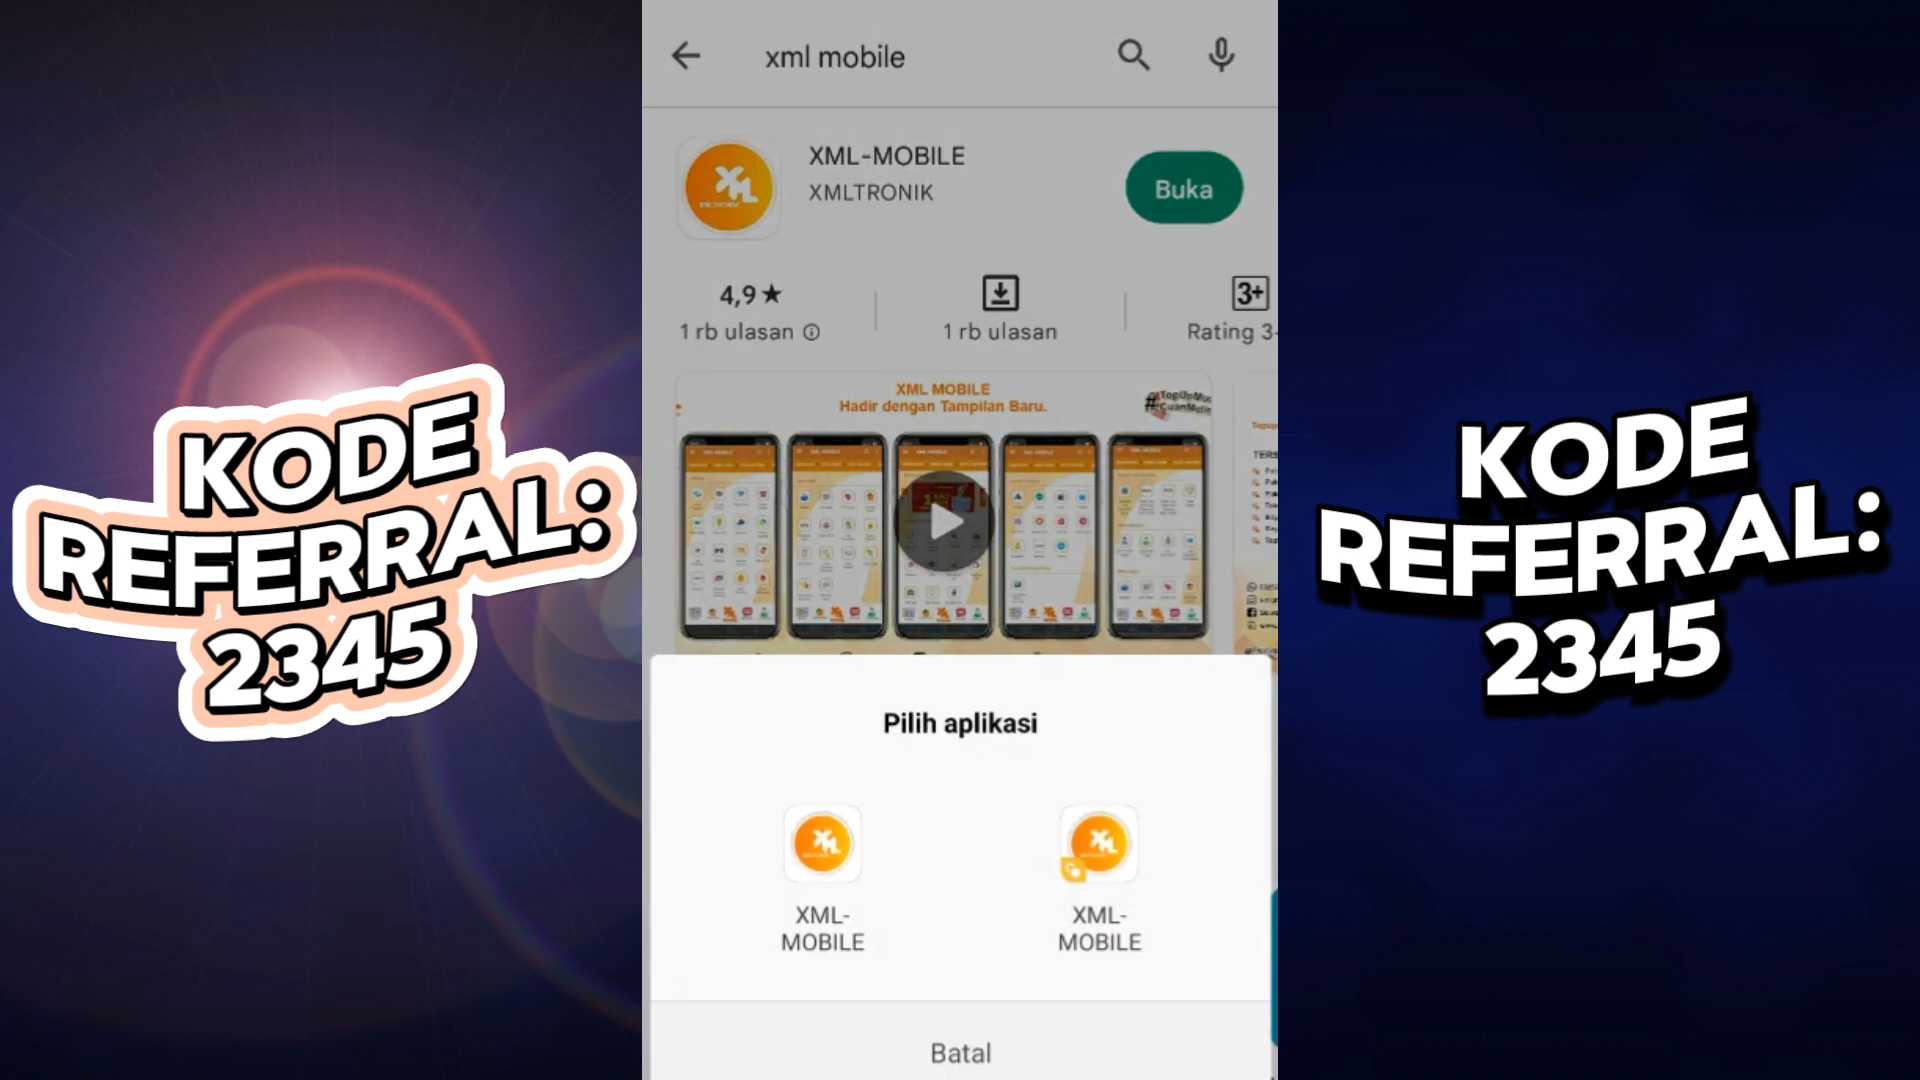 KODE
REFERRAL:
2345
xml mobile
XML-MOBILE
XMLTRONIK
Buka
4,9★
1 rb ulasan
1 rb ulasan
3+
Rating 3
XML MOBILE
Hadir dengan Tampilan Baru.
Pilih aplikasi
XML-
MOBILE
XML-
MOBILE
Batal
KODE
REFERRAL:
2345